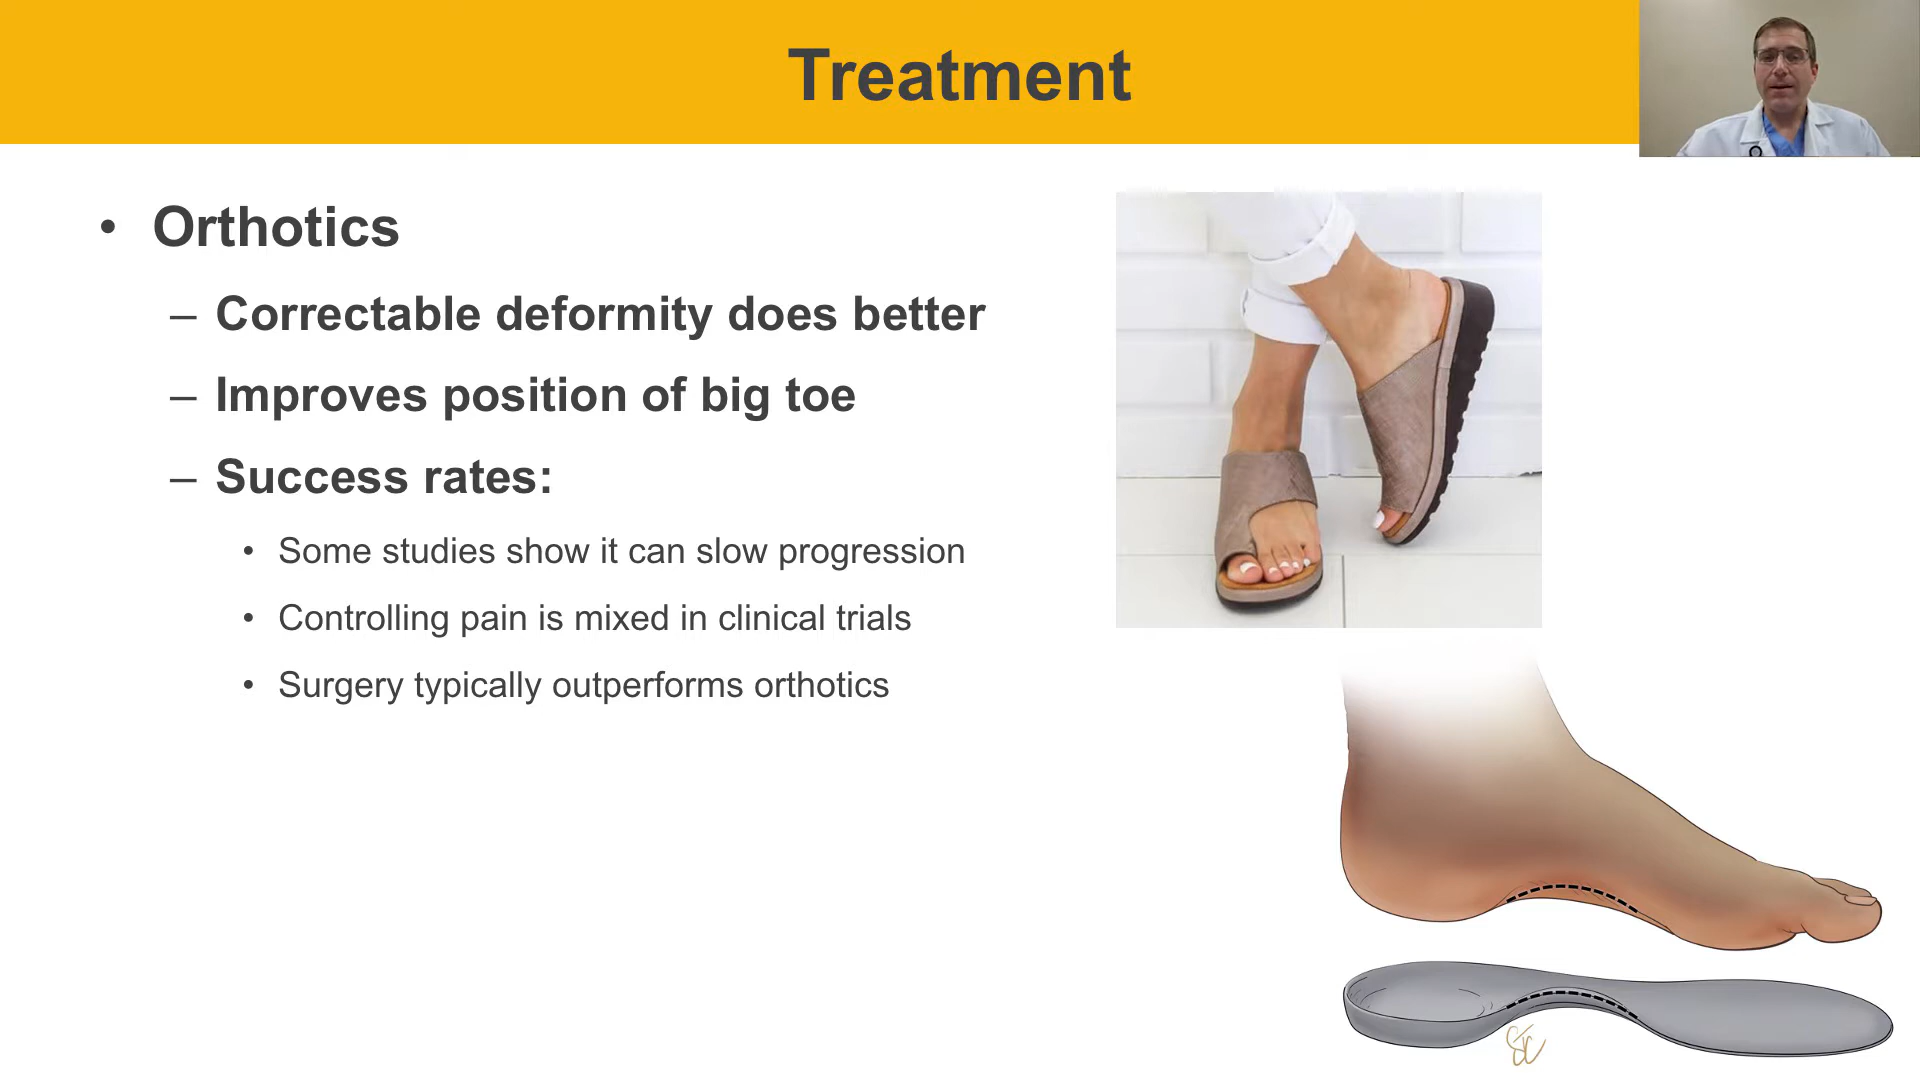 Treatment
• Orthotics
– Correctable deformity does better
– Improves position of big toe
– Success rates:
• Some studies show it can slow progression
• Controlling pain is mixed in clinical trials
• Surgery typically outperforms orthotics